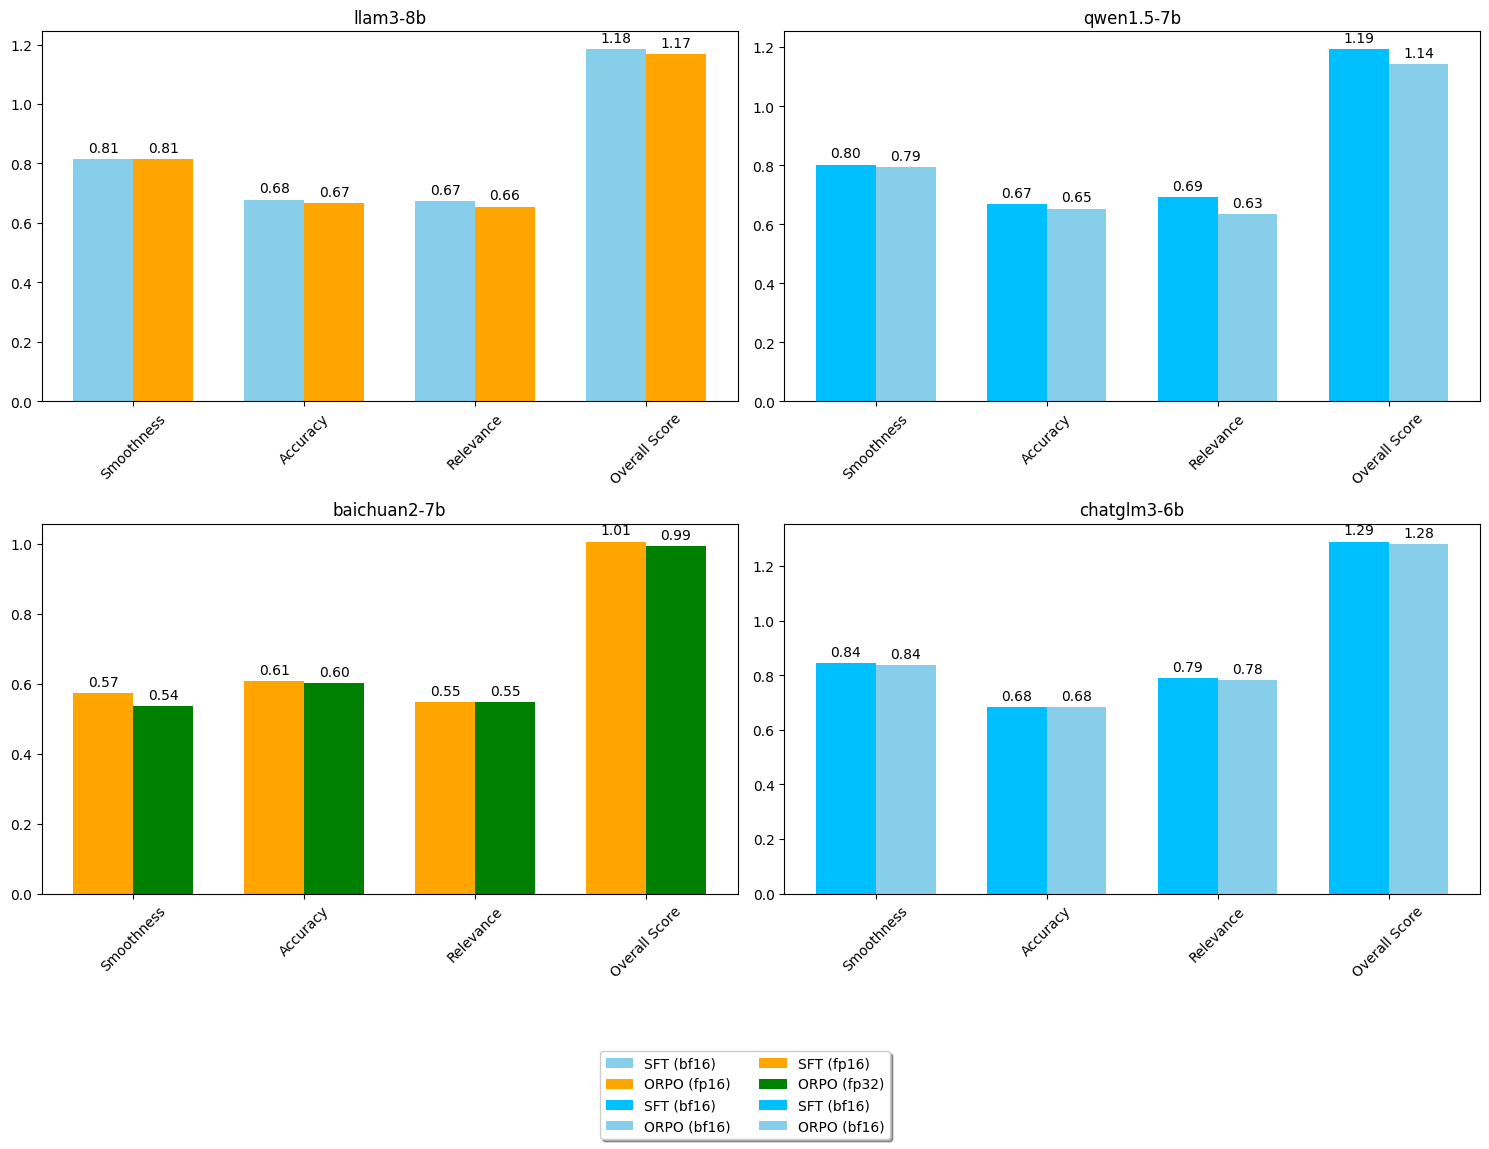 llam3-8b
1.2
1.0
0.8
0.6
0.4
0.2
0.0
0.81
0.81
0.68
0.67
0.67
0.66
1.18
1.17
Smoothness
Accuracy
Relevance
Overall Score
qwen1.5-7b
1.2
1.0
0.8
0.6
0.4
0.2
0.0
0.80
0.79
0.67
0.65
0.69
0.63
1.19
1.14
Smoothness
Accuracy
Relevance
Overall Score
baichuan2-7b
1.0
0.8
0.6
0.4
0.2
0.0
0.57
0.54
0.61
0.60
0.55
0.55
1.01
0.99
Smoothness
Accuracy
Relevance
Overall Score
chatglm3-6b
1.2
1.0
0.8
0.6
0.4
0.2
0.0
0.84
0.84
0.68
0.68
0.79
0.78
1.29
1.28
Smoothness
Accuracy
Relevance
Overall Score
SFT (bf16)
ORPO (fp16)
SFT (bf16)
ORPO (bf16)
SFT (fp16)
ORPO (fp32)
SFT (bf16)
ORPO (bf16)